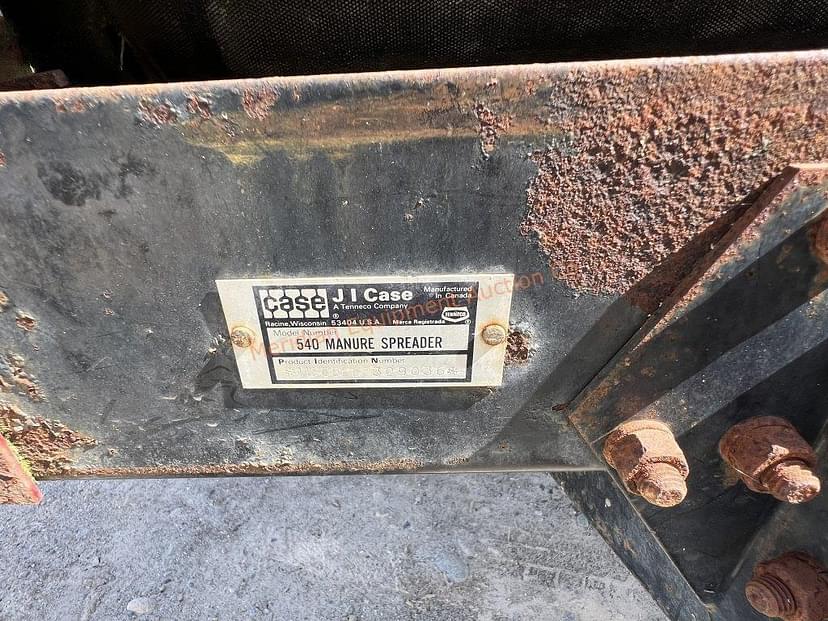 case J I Case Manufactured in Canada
A Tenneco Company
Racine, Wisconsin 53404 U.S.A. Marca Registrada TENNECO
Model Number
540 MANURE SPREADER
Product Identification Number